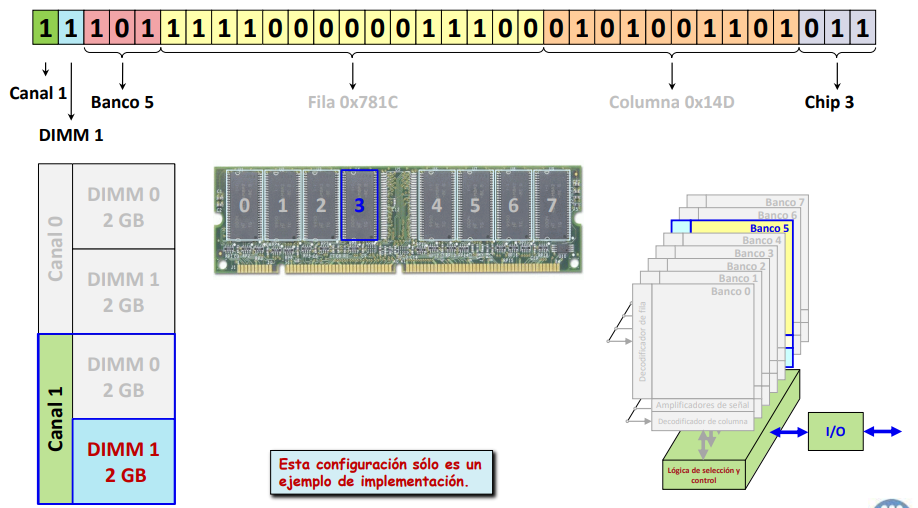 1 1 1 0 1 1 1 1 1 0 0 0 0 0 0 1 1 1 0 0 0 1 0 1 0 0 1 1 0 1 0 1 1
Canal 1
Banco 5
Fila 0x781C
Columna 0x14D
Chip 3
DIMM 1
Canal 0
DIMM 0
2 GB
DIMM 1
2 GB
Canal 1
DIMM 0
2 GB
DIMM 1
2 GB
0 1 2 3 4 5 6 7
Banco 7
Banco 6
Banco 5
Banco 4
Banco 3
Banco 2
Banco 1
Banco 0
Decodificador de fila
Amplificadores de señal
Decodificador de columna
Lógica de selección y
control
I/O
Esta configuración sólo es un
ejemplo de implementación.